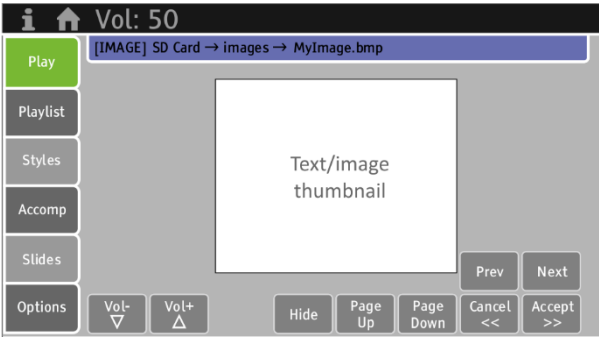 i Vol: 50
[IMAGE] SD Card → images → MyImage.bmp
Play
Playlist
Styles
Accomp
Slides
Options
Text/image
thumbnail
Prev Next
Vol- Vol+ Hide Page Up Page Down Cancel << Accept >>